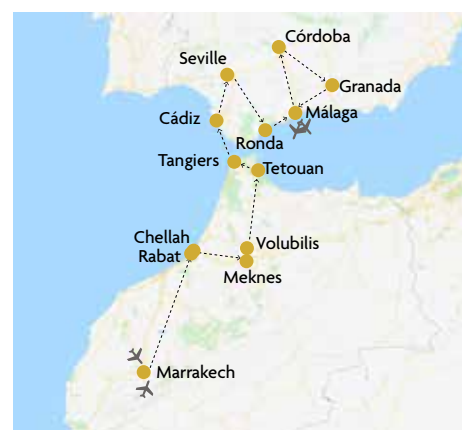 Córdoba
Seville
Granada
Málaga
Cádiz
Ronda
Tangiers
Tetouan
Chellah
Rabat
Volubilis
Meknes
Marrakech